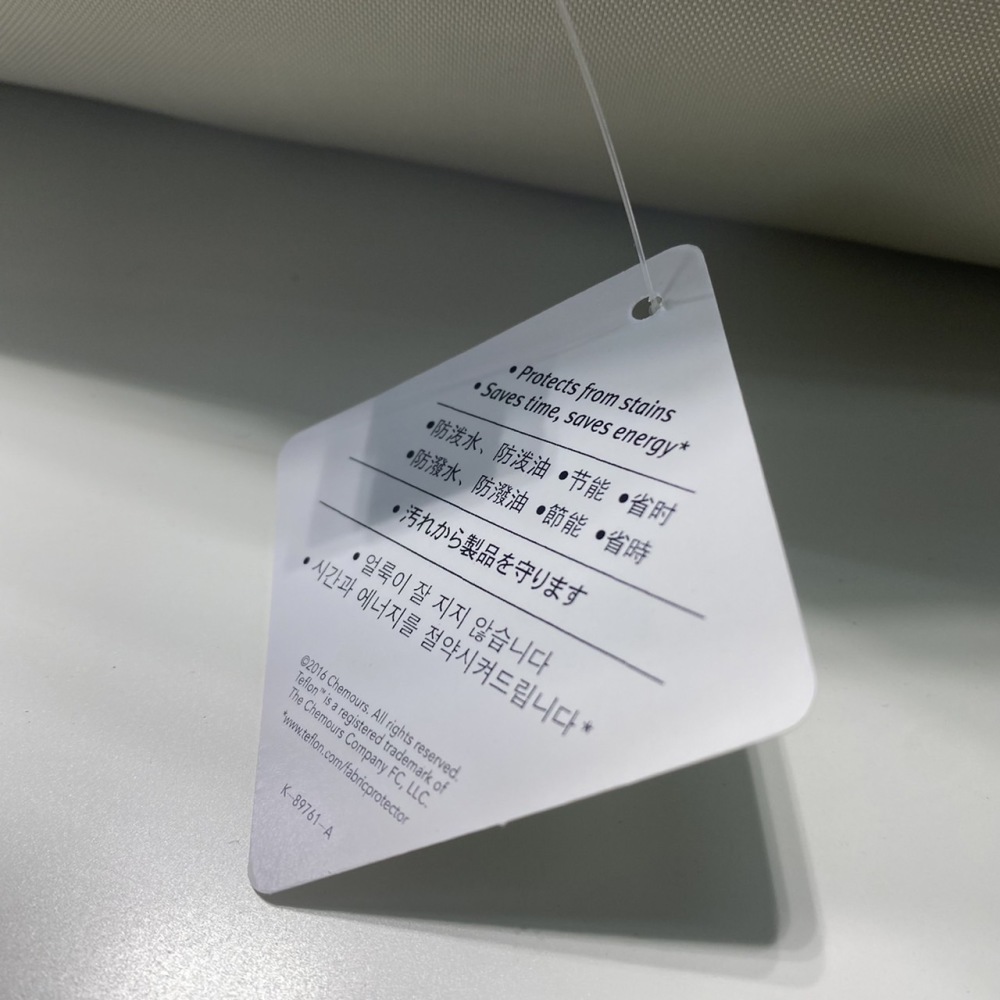 • Protects from stains
• Saves time, saves energy*
•防泼水、防泼油 •节能 •省时
•防潑水、防潑油 •節能 •省時
• 汚れから製品を守ります
• 얼룩이 잘 지지 않습니다
• 시간과 에너지를 절약시켜드립니다*
©2016 Chemours. All rights reserved.
Teflon™ is a registered trademark of
The Chemours Company FC, LLC.
*www.teflon.com/fabricprotector
K-89761-A